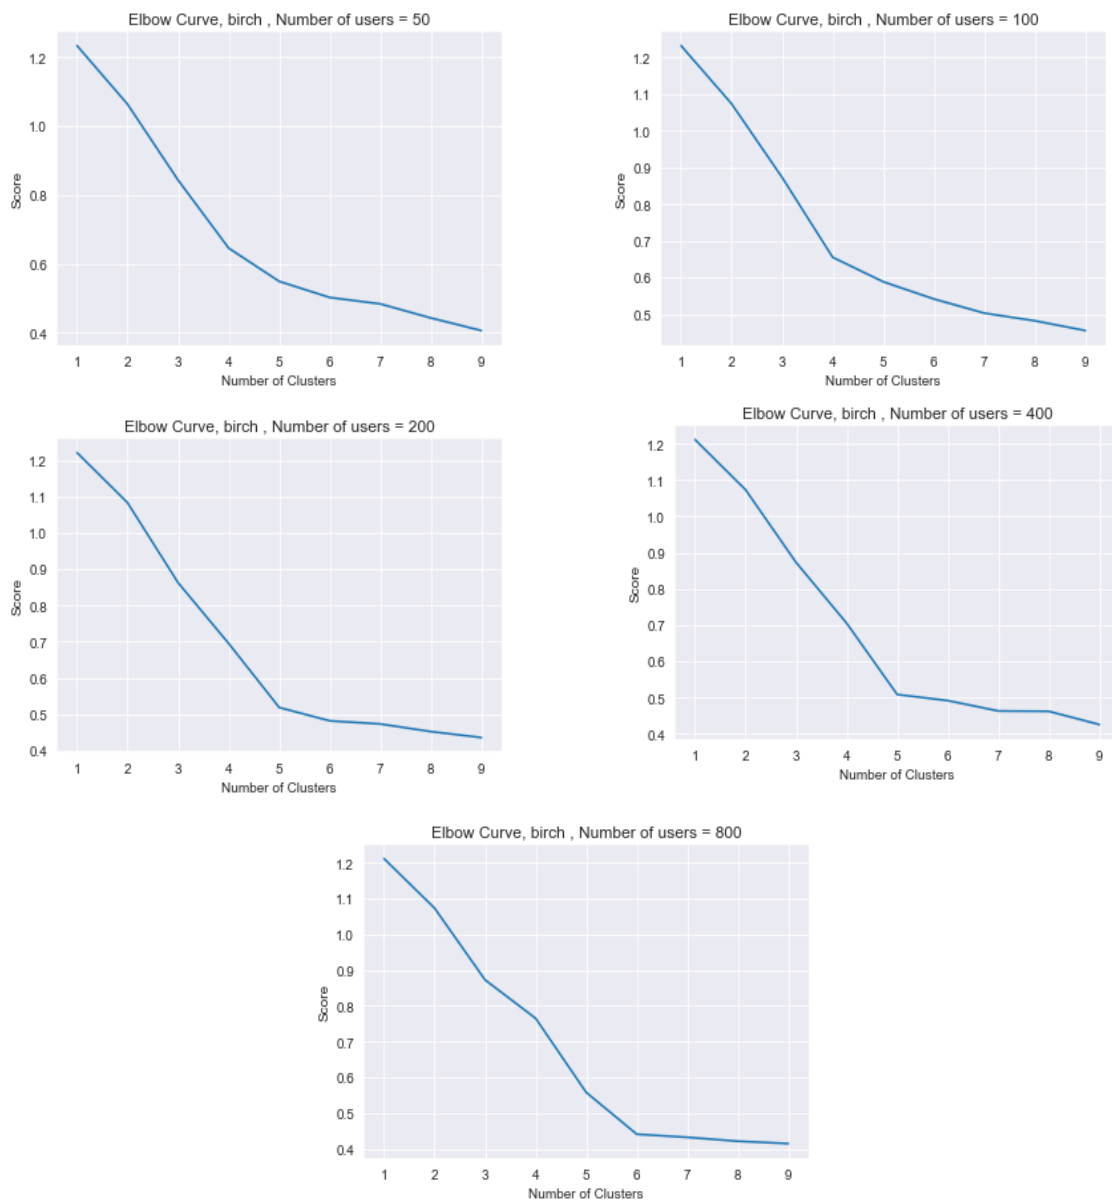 Elbow Curve, birch , Number of users = 50
1.2
1.0
0.8
0.6
0.4
Score
1 2 3 4 5 6 7 8 9
Number of Clusters
Elbow Curve, birch , Number of users = 100
1.2
1.1
1.0
0.9
0.8
0.7
0.6
0.5
Score
1 2 3 4 5 6 7 8 9
Number of Clusters
Elbow Curve, birch , Number of users = 200
1.2
1.1
1.0
0.9
0.8
0.7
0.6
0.5
0.4
Score
1 2 3 4 5 6 7 8 9
Number of Clusters
Elbow Curve, birch , Number of users = 400
1.2
1.1
1.0
0.9
0.8
0.7
0.6
0.5
0.4
Score
1 2 3 4 5 6 7 8 9
Number of Clusters
Elbow Curve, birch , Number of users = 800
1.2
1.1
1.0
0.9
0.8
0.7
0.6
0.5
0.4
Score
1 2 3 4 5 6 7 8 9
Number of Clusters